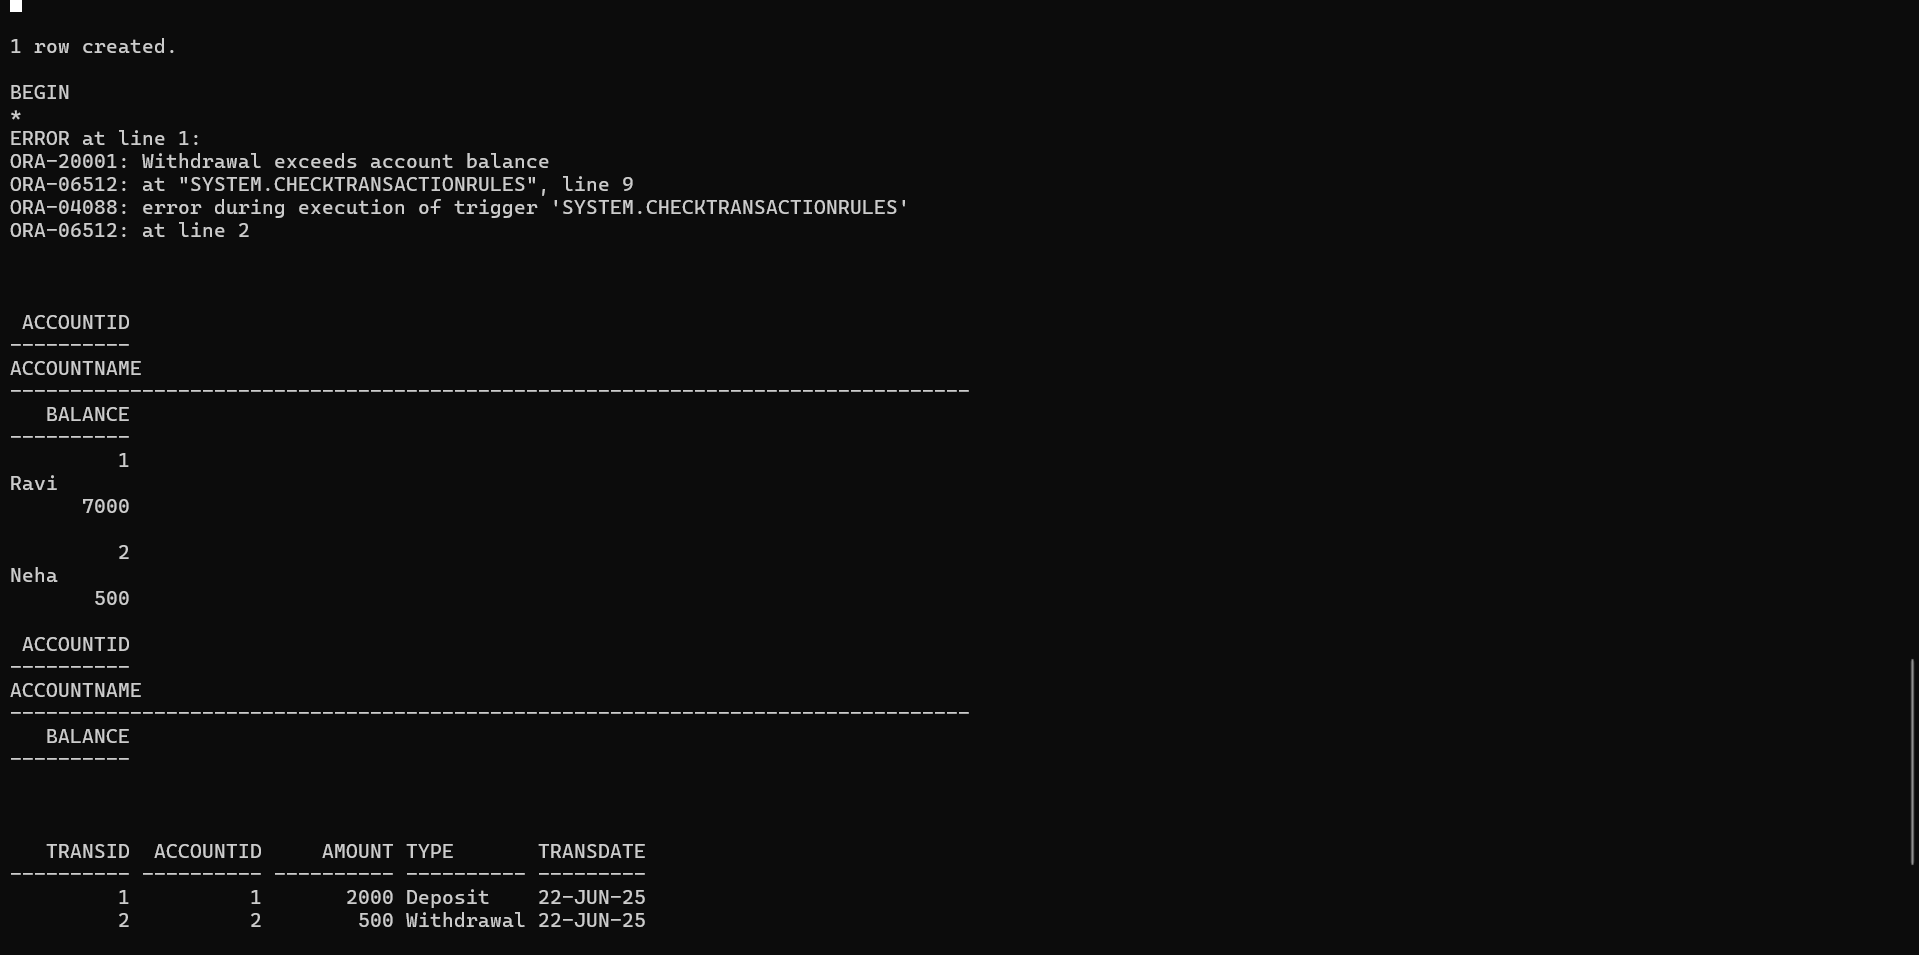 1 row created.
BEGIN
*
ERROR at line 1:
ORA-20001: Withdrawal exceeds account balance
ORA-06512: at "SYSTEM.CHECKTRANSACTIONRULES", line 9
ORA-04088: error during execution of trigger 'SYSTEM.CHECKTRANSACTIONRULES'
ORA-06512: at line 2
 ACCOUNTID
----------
ACCOUNTNAME
--------------------------------------------------------------------------------
   BALANCE
----------
         1
Ravi
      7000
         2
Neha
       500
 ACCOUNTID
----------
ACCOUNTNAME
--------------------------------------------------------------------------------
   BALANCE
----------
   TRANSID  ACCOUNTID     AMOUNT TYPE       TRANSDATE
---------- ---------- ---------- ---------- ---------
         1          1       2000 Deposit    22-JUN-25
         2          2        500 Withdrawal 22-JUN-25